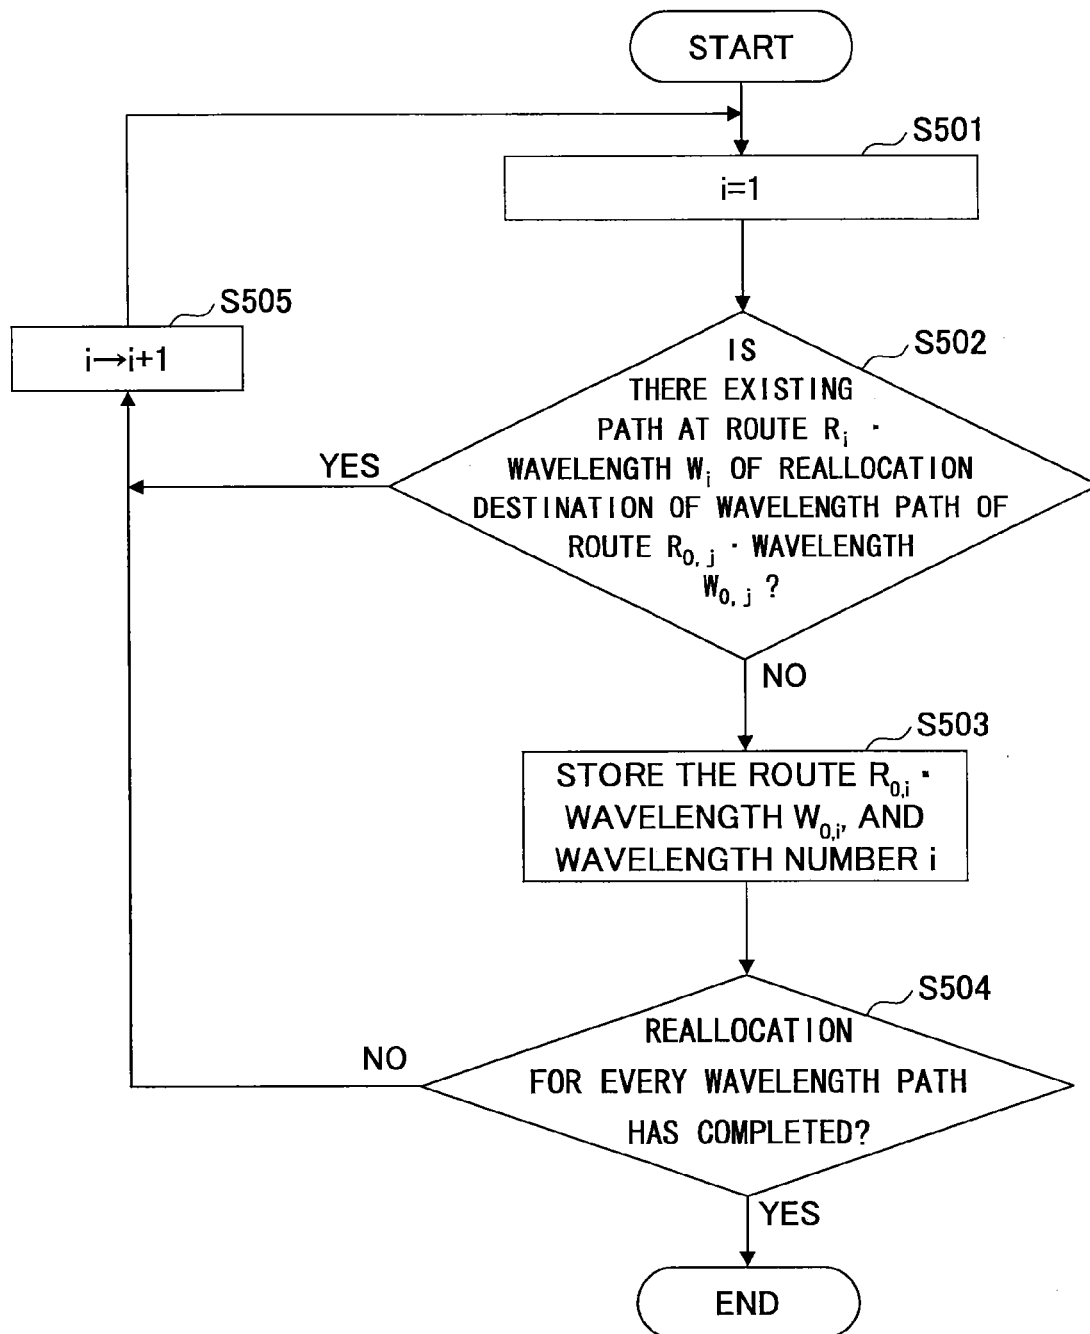 START
S501
i=1
S505
i→i+1
S502
IS
THERE EXISTING
PATH AT ROUTE Rᵢ ·
WAVELENGTH Wᵢ OF REALLOCATION
DESTINATION OF WAVELENGTH PATH OF
ROUTE R₀,ⱼ · WAVELENGTH
W₀,ⱼ ?
YES
NO
S503
STORE THE ROUTE R₀,ᵢ ·
WAVELENGTH W₀,ᵢ, AND
WAVELENGTH NUMBER i
S504
REALLOCATION
FOR EVERY WAVELENGTH PATH
HAS COMPLETED?
NO
YES
END